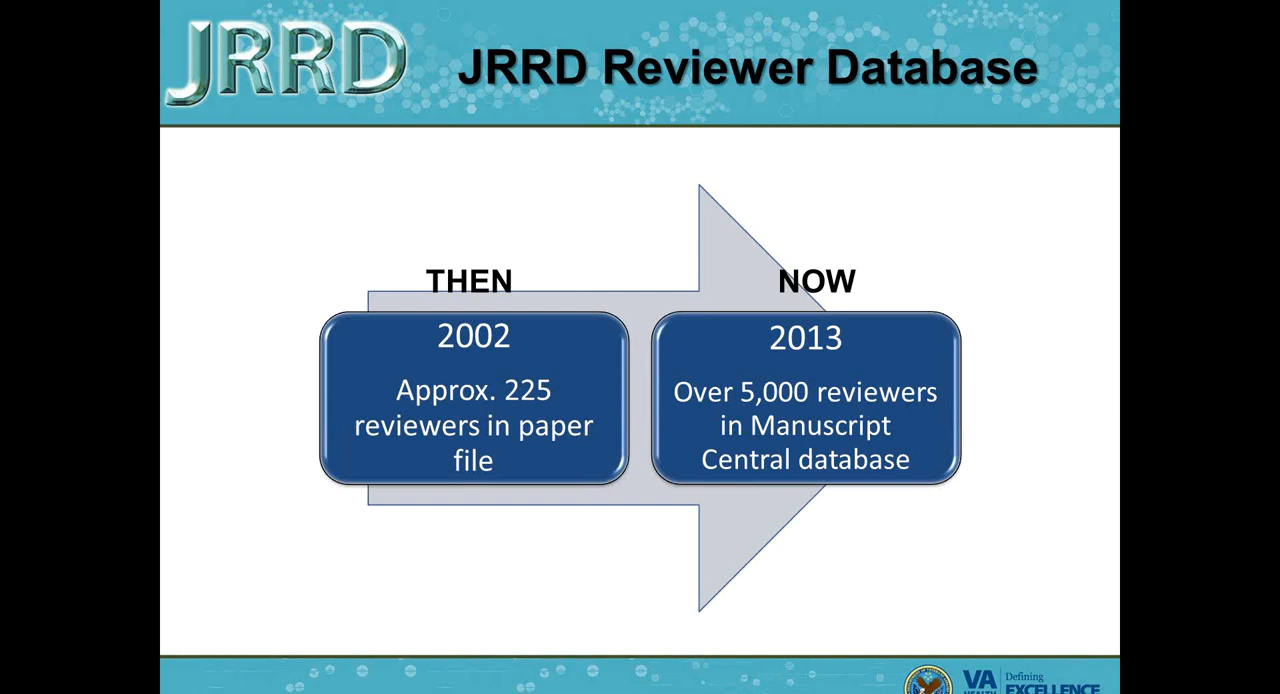 JRRD
JRRD Reviewer Database
THEN
2002
Approx. 225
reviewers in paper
file
NOW
2013
Over 5,000 reviewers
in Manuscript
Central database
VA
HEALTH
Defining
EXCELLENCE